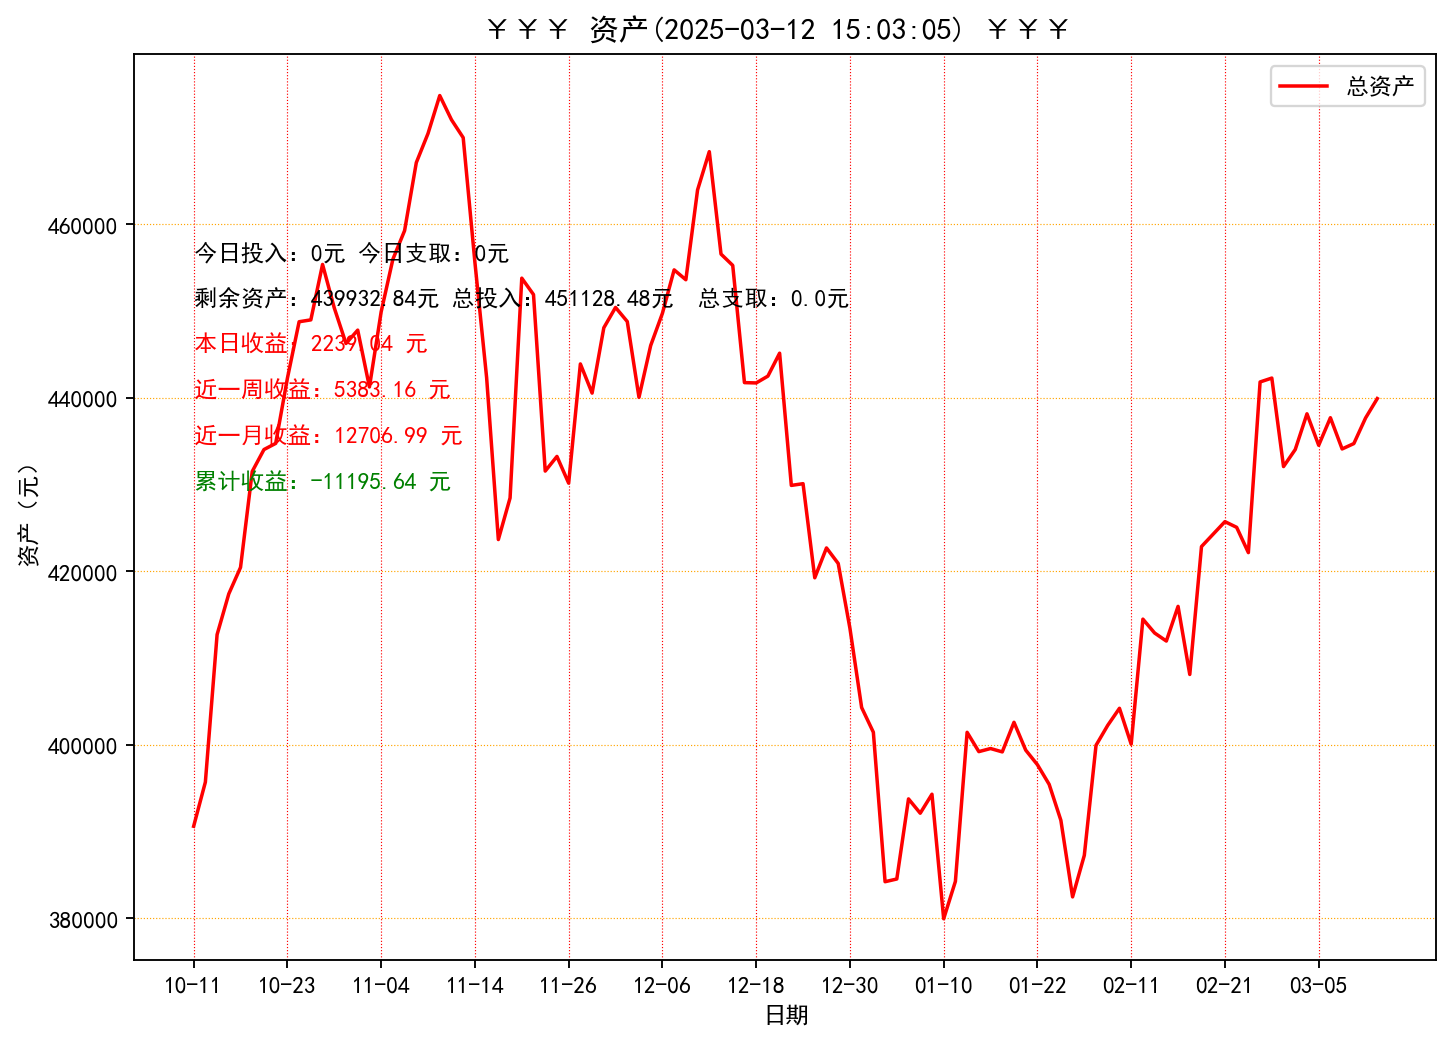 ￥￥￥ 资产(2025-03-12 15:03:05) ￥￥￥
总资产
460000
440000
420000
400000
380000
资产（元）
今日投入：0元 今日支取：0元
剩余资产：439932.84元 总投入：451128.48元  总支取：0.0元
本日收益：2239.04 元
近一周收益：5383.16 元
近一月收益：12706.99 元
累计收益：-11195.64 元
10-11 10-23 11-04 11-14 11-26 12-06 12-18 12-30 01-10 01-22 02-11 02-21 03-05
日期